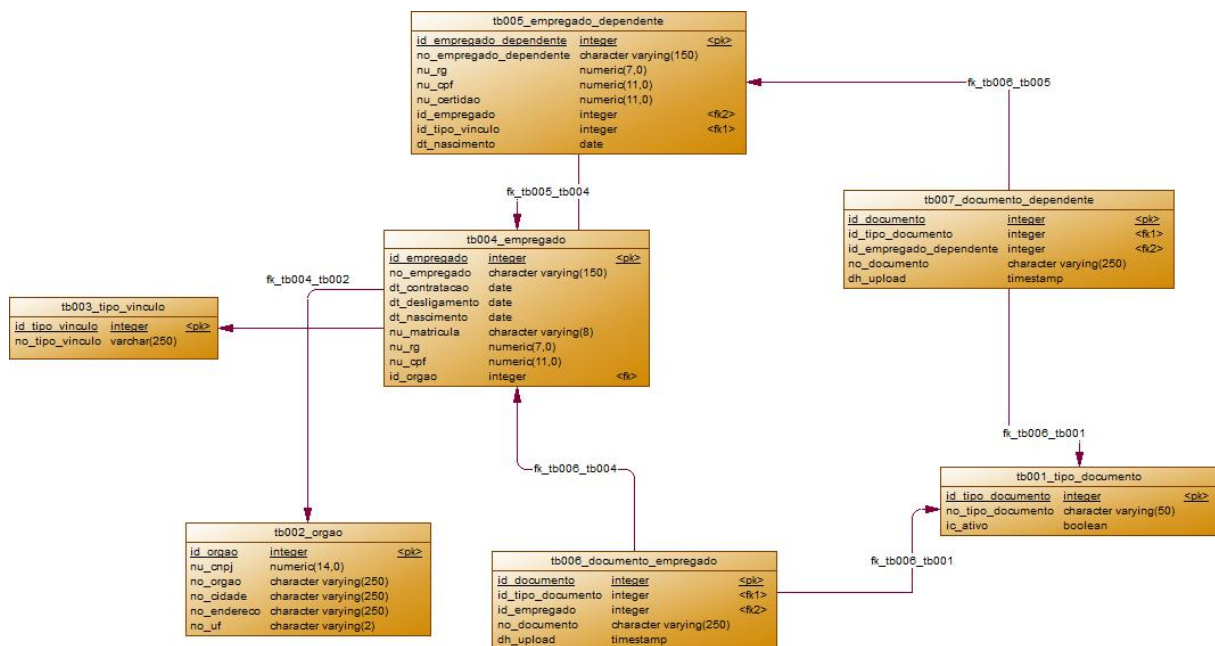 tb005_empregado_dependente
id_empregado_dependente integer <pk>
no_empregado_dependente character varying(150)
nu_rg numeric(7,0)
nu_cpf numeric(11,0)
nu_certidao numeric(11,0)
id_empregado integer <fk2>
id_tipo_vinculo integer <fk1>
dt_nascimento date
fk_tb006_tb005
fk_tb005_tb004
tb007_documento_dependente
id_documento integer <pk>
id_tipo_documento integer <fk1>
id_empregado_dependente integer <fk2>
no_documento character varying(250)
dh_upload timestamp
tb004_empregado
id_empregado integer <pk>
no_empregado character varying(150)
dt_contratacao date
dt_desligamento date
dt_nascimento date
nu_matricula character varying(8)
nu_rg numeric(7,0)
nu_cpf numeric(11,0)
id_orgao integer <fk>
fk_tb004_tb002
tb003_tipo_vinculo
id_tipo_vinculo integer <pk>
no_tipo_vinculo varchar(250)
fk_tb006_tb004
fk_tb006_tb001
tb001_tipo_documento
id_tipo_documento integer <pk>
no_tipo_documento character varying(50)
ic_ativo boolean
tb002_orgao
id_orgao integer <pk>
nu_cnpj numeric(14,0)
no_orgao character varying(250)
no_cidade character varying(250)
no_endereco character varying(250)
no_uf character varying(2)
tb006_documento_empregado
id_documento integer <pk>
id_tipo_documento integer <fk1>
id_empregado integer <fk2>
no_documento character varying(250)
dh_upload timestamp
fk_tb006_tb001